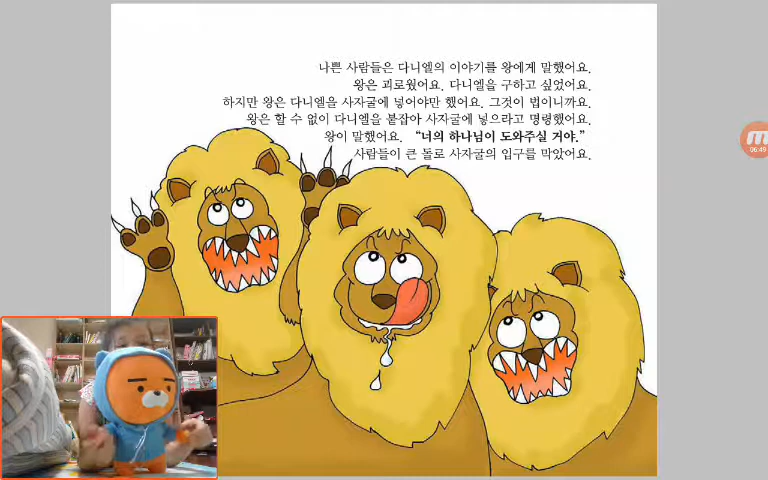 나쁜 사람들은 다니엘의 이야기를 왕에게 말했어요.
왕은 괴로웠어요. 다니엘을 구하고 싶었어요.
하지만 왕은 다니엘을 사자굴에 넣어야만 했어요. 그것이 법이니까요.
왕은 할 수 없이 다니엘을 붙잡아 사자굴에 넣으라고 명령했어요.
왕이 말했어요. “너의 하나님이 도와주실 거야.”
사람들이 큰 돌로 사자굴의 입구를 막았어요.
06:49